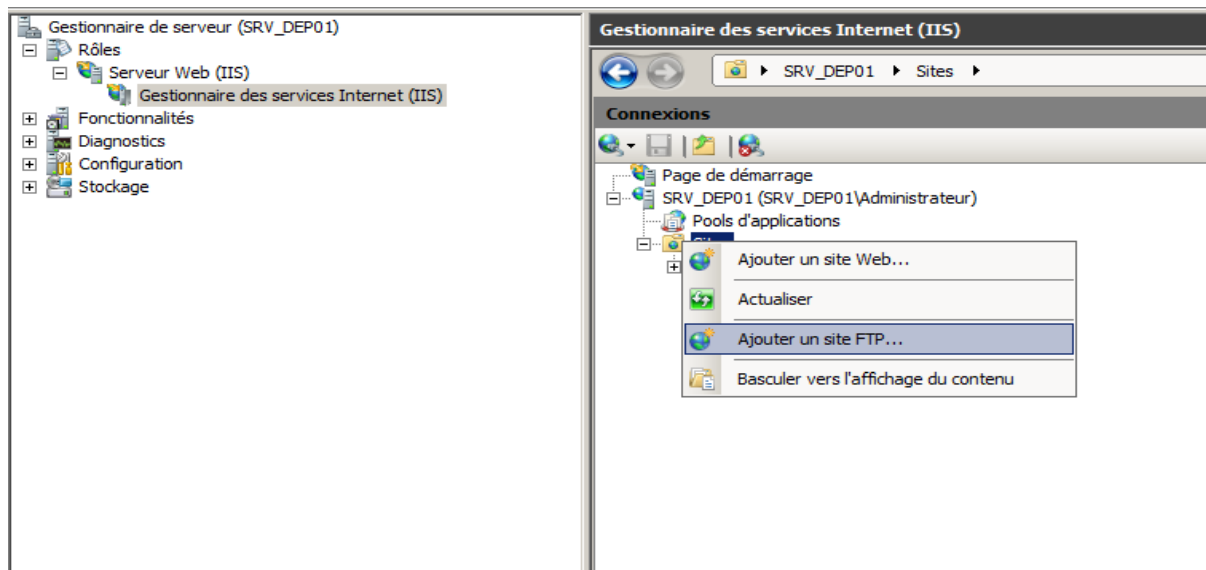 Gestionnaire de serveur (SRV_DEP01)
Rôles
Serveur Web (IIS)
Gestionnaire des services Internet (IIS)
Fonctionnalités
Diagnostics
Configuration
Stockage
Gestionnaire des services Internet (IIS)
SRV_DEP01 Sites
Connexions
Page de démarrage
SRV_DEP01 (SRV_DEP01\Administrateur)
Pools d'applications
Ajouter un site Web...
Actualiser
Ajouter un site FTP...
Basculer vers l'affichage du contenu